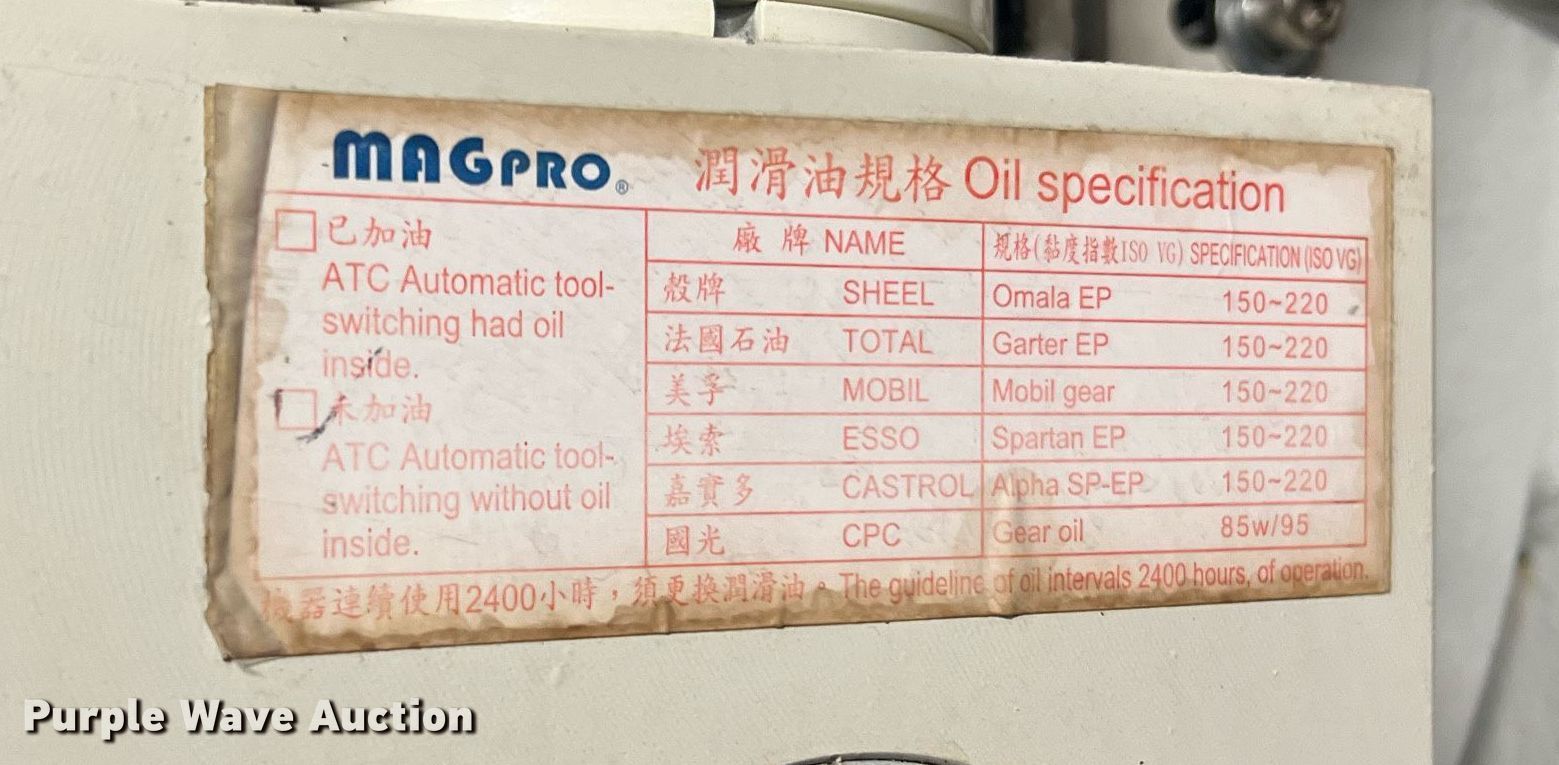 MAGPRO®
潤滑油規格 Oil specification
已加油
ATC Automatic tool-
switching had oil
inside.
未加油
ATC Automatic tool-
switching without oil
inside.
廠牌 NAME 規格(黏度指數ISO VG) SPECIFICATION (ISO VG)
殼牌 SHEEL Omala EP 150~220
法國石油 TOTAL Garter EP 150~220
美孚 MOBIL Mobil gear 150~220
埃索 ESSO Spartan EP 150~220
嘉實多 CASTROL Alpha SP-EP 150~220
國光 CPC Gear oil 85w/95
機器連續使用2400小時，須更換潤滑油。The guideline of oil intervals 2400 hours, of operation.
Purple Wave Auction